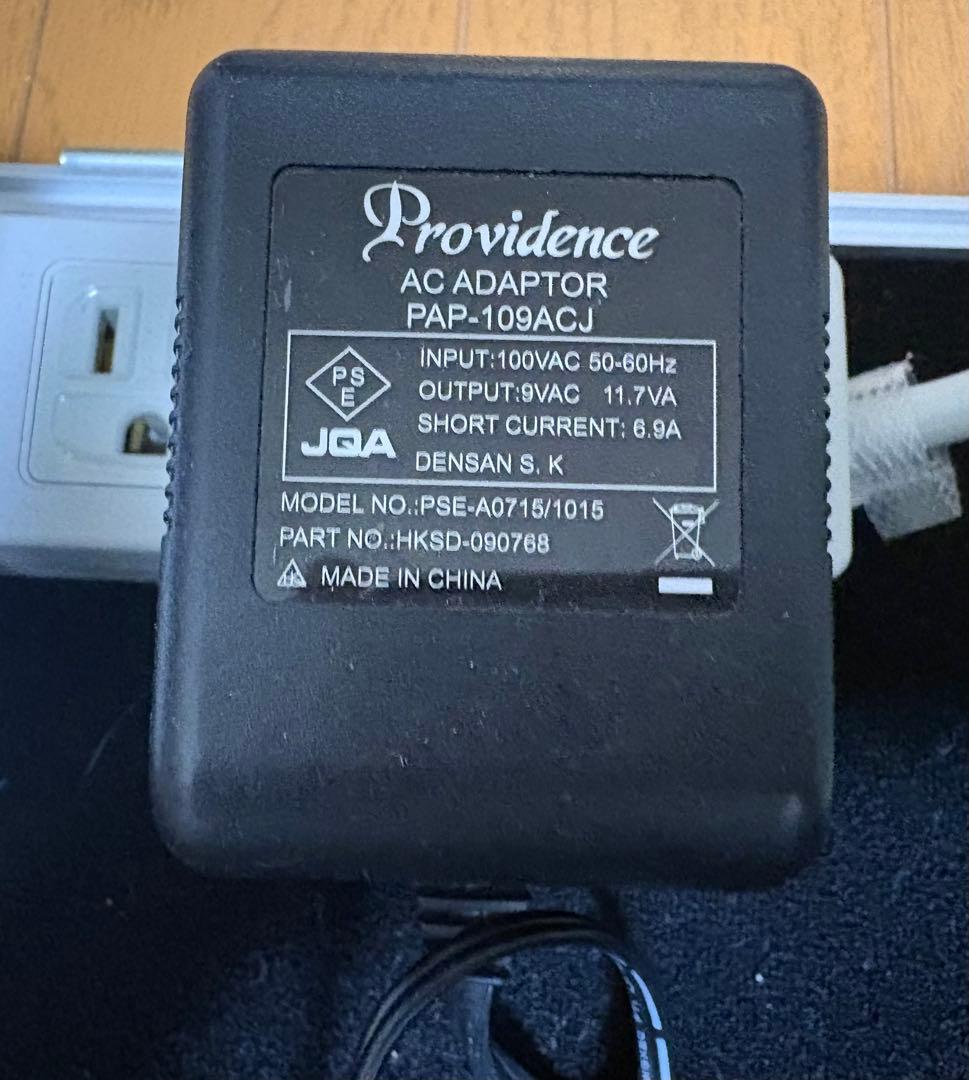 Providence
AC ADAPTOR
PAP-109ACJ
PS
E
JQA
INPUT:100VAC 50-60Hz
OUTPUT:9VAC 11.7VA
SHORT CURRENT: 6.9A
DENSAN S. K
MODEL NO.:PSE-A0715/1015
PART NO.:HKSD-090768
MADE IN CHINA